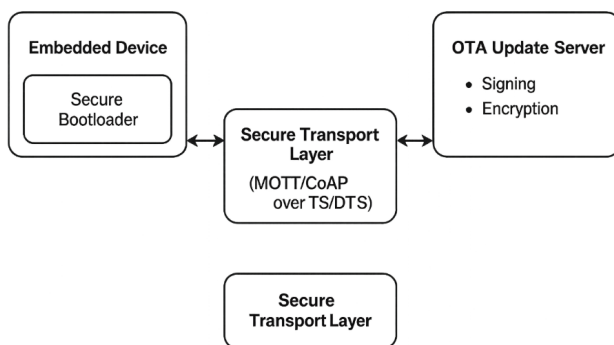 Embedded Device
Secure
Bootloader
OTA Update Server
• Signing
• Encryption
Secure Transport
Layer
(MOTT/CoAP
over TS/DTS)
Secure
Transport Layer